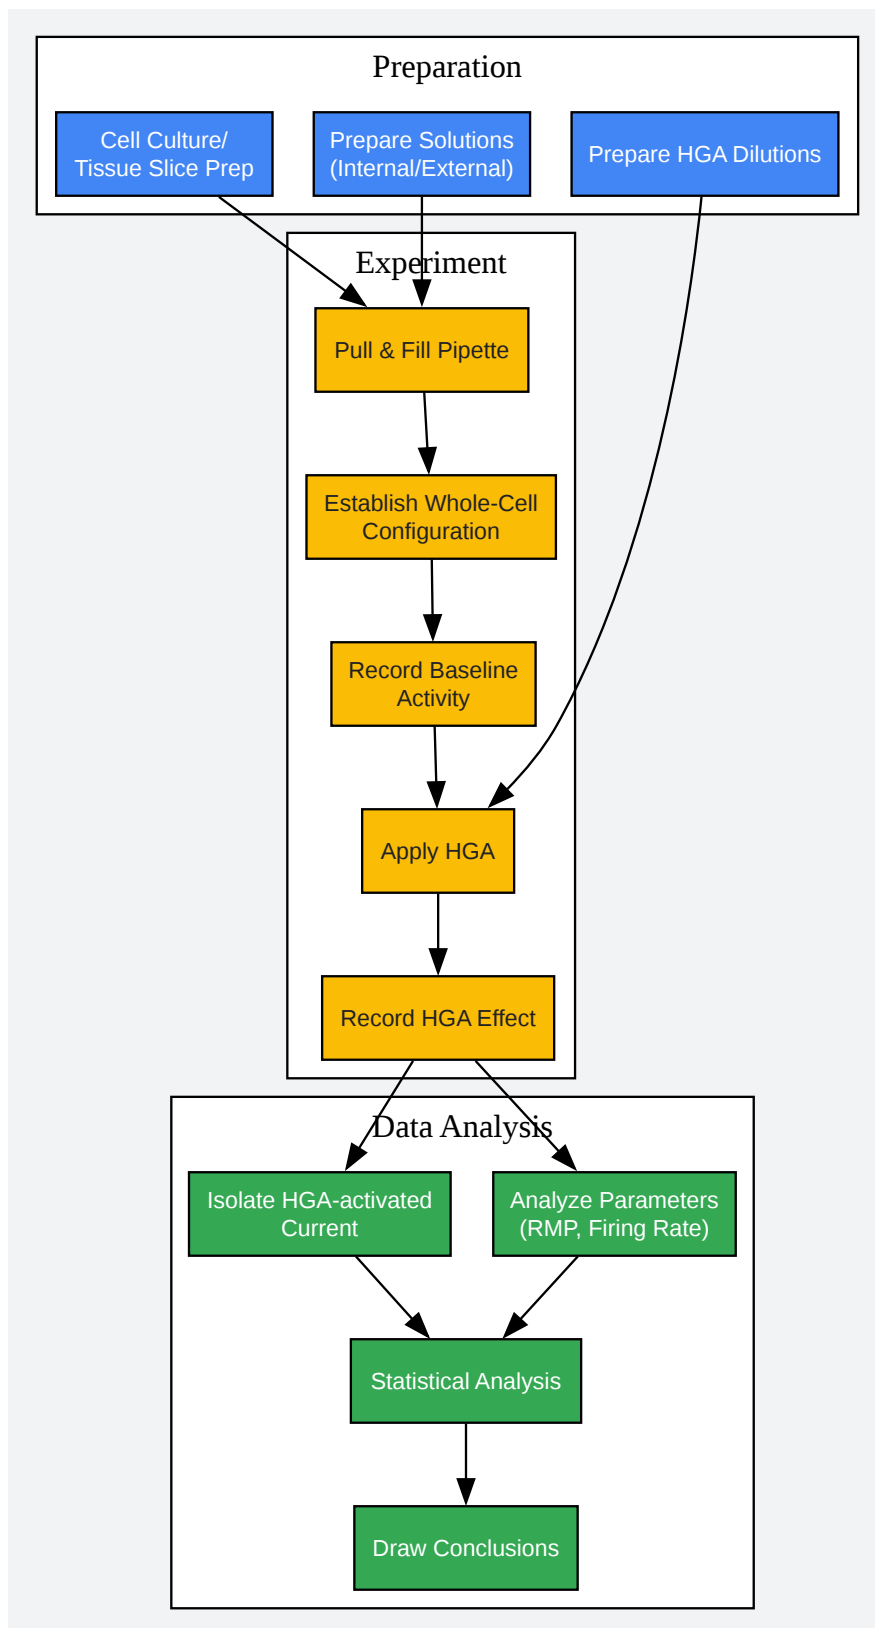 Preparation
Cell Culture/
Tissue Slice Prep
Prepare Solutions
(Internal/External)
Prepare HGA Dilutions
Experiment
Pull & Fill Pipette
Establish Whole-Cell
Configuration
Record Baseline
Activity
Apply HGA
Record HGA Effect
Data Analysis
Isolate HGA-activated
Current
Analyze Parameters
(RMP, Firing Rate)
Statistical Analysis
Draw Conclusions